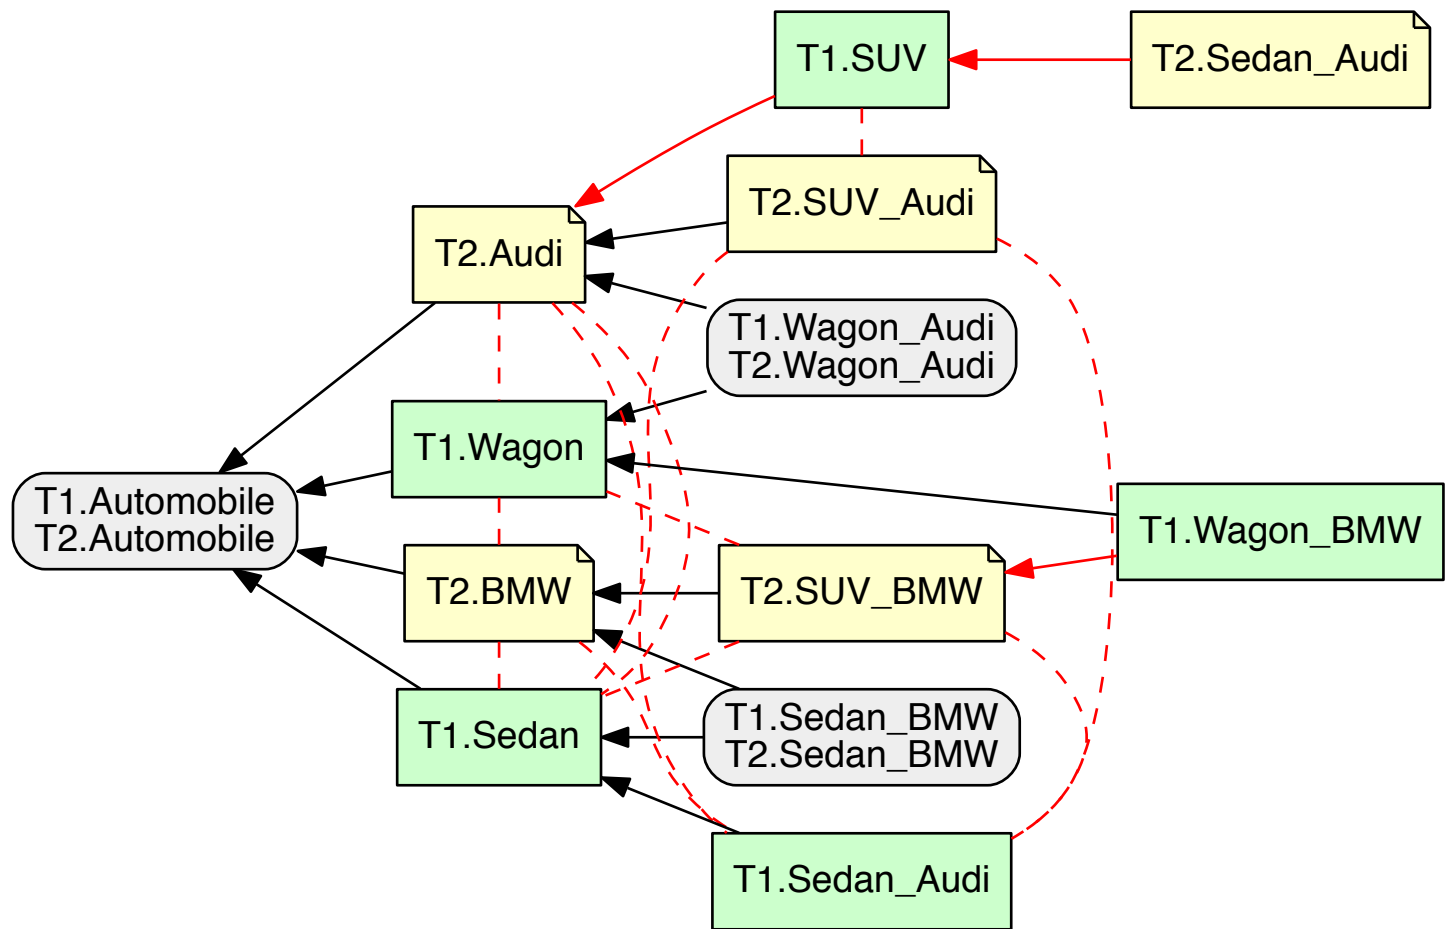 T1.SUV
T2.Sedan_Audi
T2.SUV_Audi
T2.Audi
T1.Wagon_Audi
T2.Wagon_Audi
T1.Wagon
T1.Automobile
T2.Automobile
T1.Wagon_BMW
T2.BMW
T2.SUV_BMW
T1.Sedan
T1.Sedan_BMW
T2.Sedan_BMW
T1.Sedan_Audi